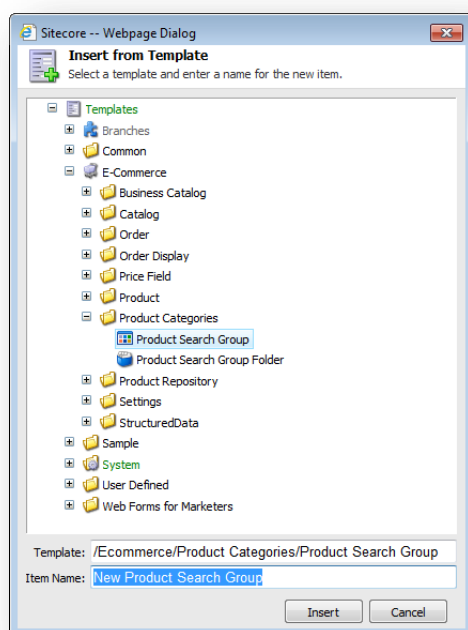 Sitecore -- Webpage Dialog
Insert from Template
Select a template and enter a name for the new item.
Templates
Branches
Common
E-Commerce
Business Catalog
Catalog
Order
Order Display
Price Field
Product
Product Categories
Product Search Group
Product Search Group Folder
Product Repository
Settings
StructuredData
Sample
System
User Defined
Web Forms for Marketers
Template: /Ecommerce/Product Categories/Product Search Group
Item Name: New Product Search Group
Insert Cancel